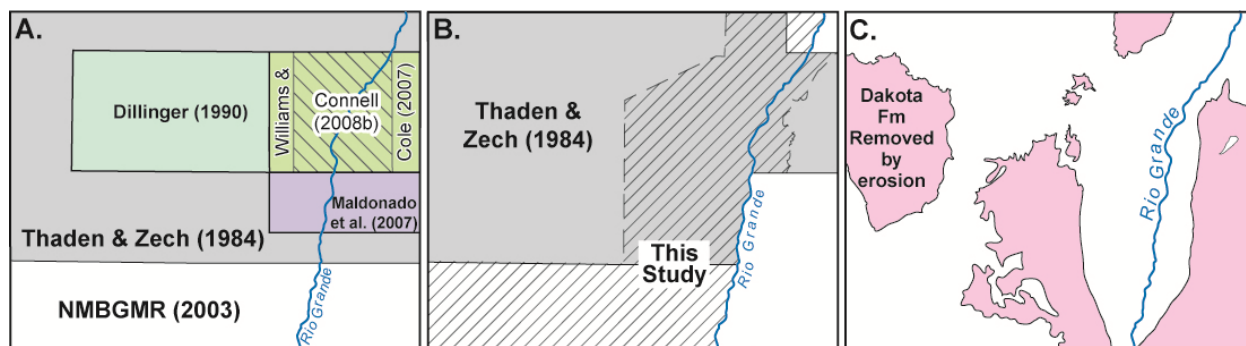 A.
Dillinger (1990)
Williams &
Cole (2007)
Connell
(2008b)
Maldonado
et al. (2007)
Thaden & Zech (1984)
NMBGMR (2003)
Rio Grande
B.
Thaden &
Zech (1984)
This
Study
Rio Grande
C.
Dakota
Fm
Removed
by
erosion
Rio Grande